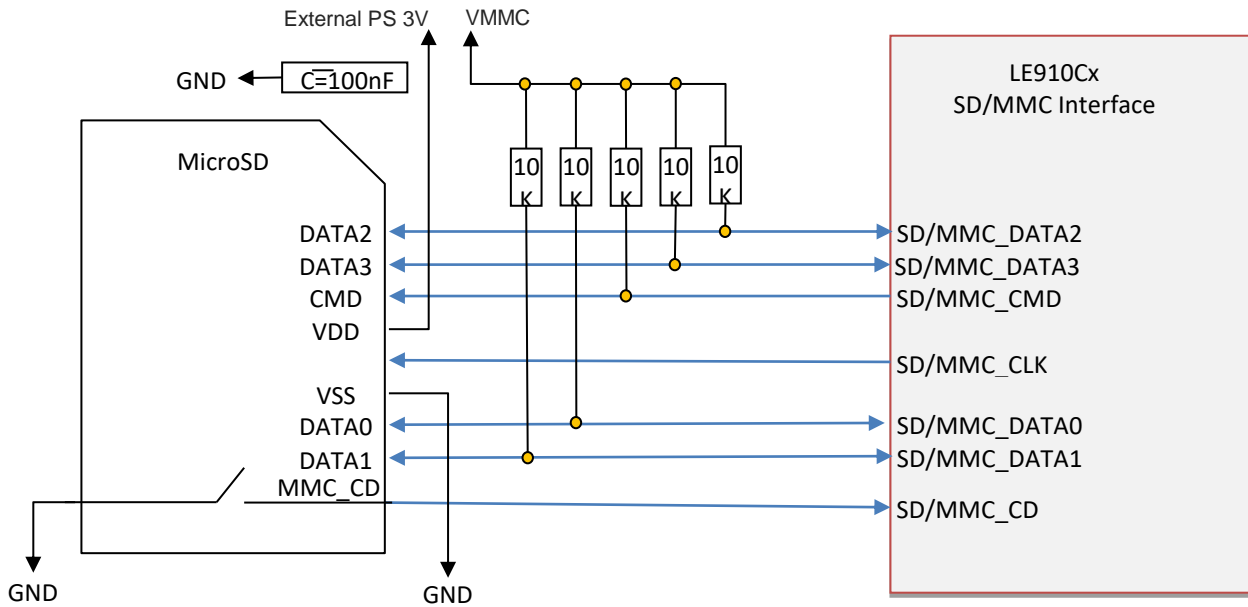 External PS 3V
VMMC
GND
C=100nF
LE910Cx
SD/MMC Interface
MicroSD
10
K
10
K
10
K
10
K
10
K
DATA2
DATA3
CMD
VDD
VSS
DATA0
DATA1
MMC_CD
SD/MMC_DATA2
SD/MMC_DATA3
SD/MMC_CMD
SD/MMC_CLK
SD/MMC_DATA0
SD/MMC_DATA1
SD/MMC_CD
GND
GND